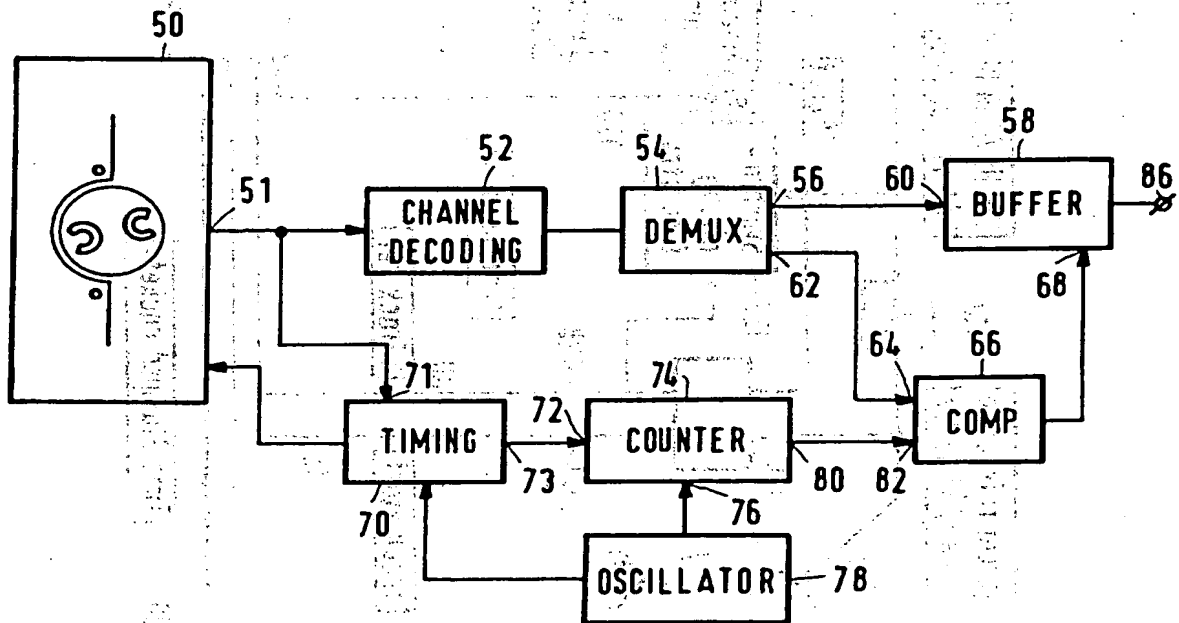 50
51
52
CHANNEL
DECODING
54
DEMUX
56
62
60
58
BUFFER
86
68
64
66
COMP
82
71
TIMING
70
73
72
74
COUNTER
80
76
OSCILLATOR
78